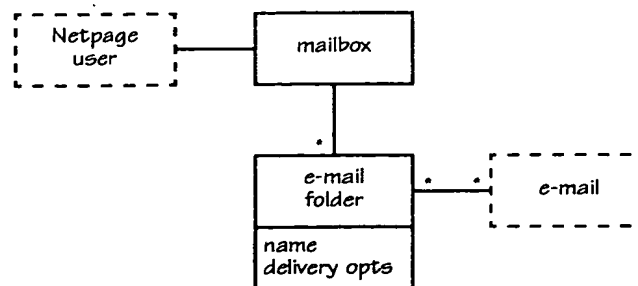 Netpage
user
mailbox
*
e-mail
folder
* *
e-mail
name
delivery opts